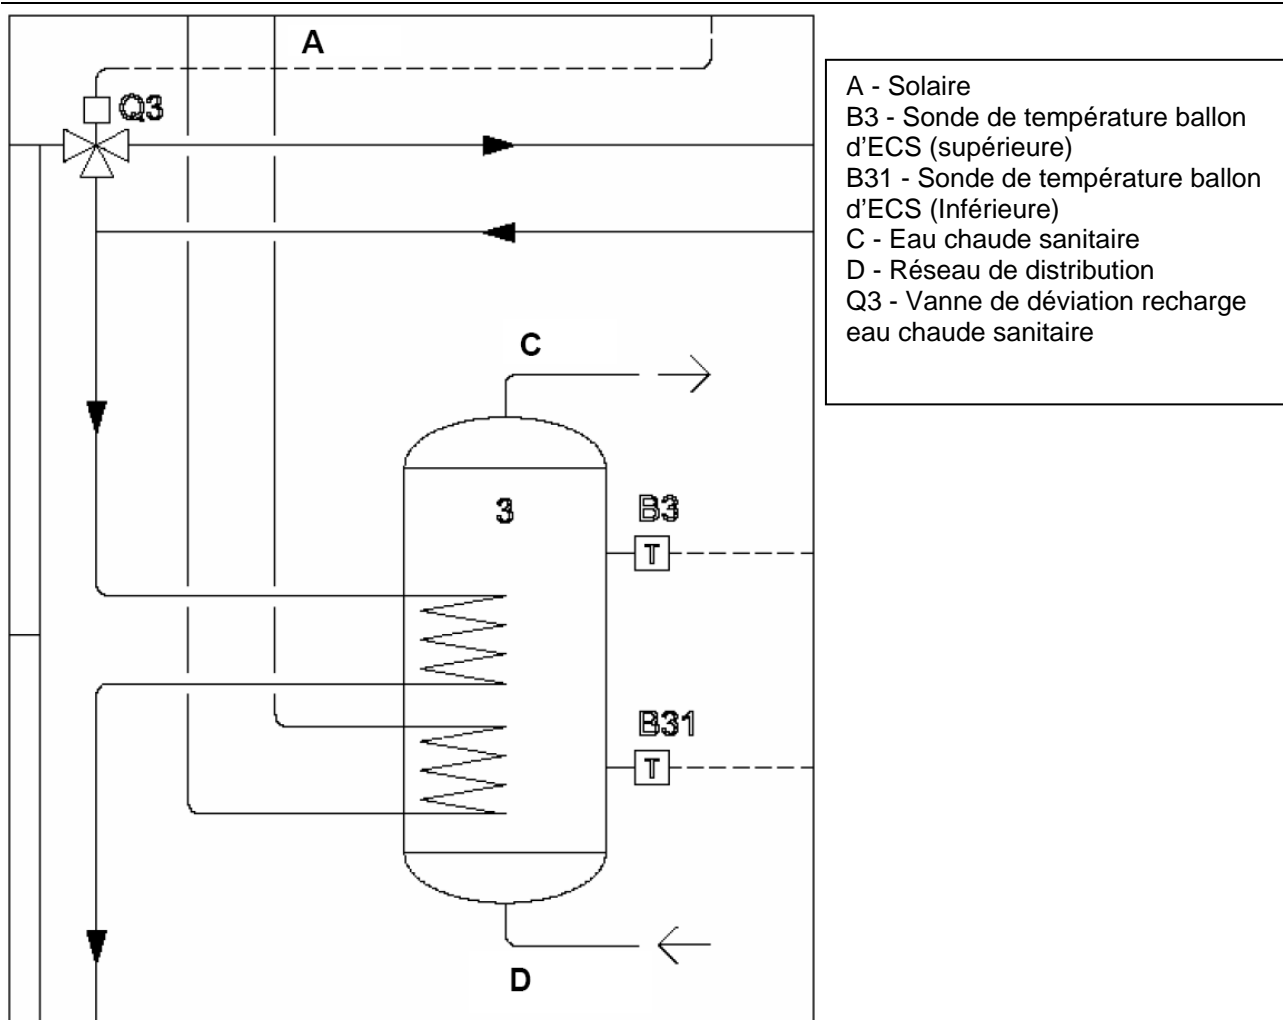 A
Q3
A - Solaire
B3 - Sonde de température ballon
d'ECS (supérieure)
B31 - Sonde de température ballon
d'ECS (Inférieure)
C - Eau chaude sanitaire
D - Réseau de distribution
Q3 - Vanne de déviation recharge
eau chaude sanitaire
C
3
B3
T
B31
T
D